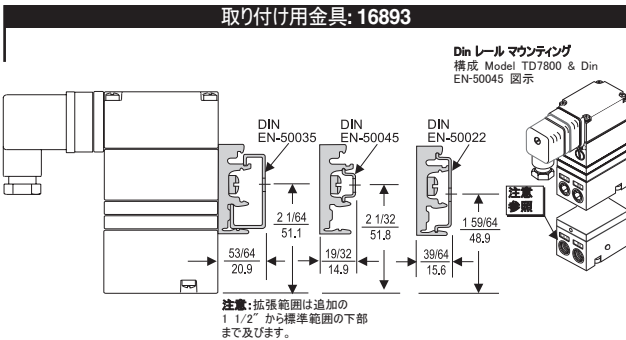 取り付け用金具: 16893
Din レール マウンティング
構成 Model TD7800 & Din
EN-50045 図示
DIN
EN-50035
DIN
EN-50045
DIN
EN-50022
注意
参照
2 1/64
51.1
2 1/32
51.8
1 59/64
48.9
53/64
20.9
19/32
14.9
39/64
15.6
注意:拡張範囲は追加の
1 1/2" から標準範囲の下部
まで及びます。